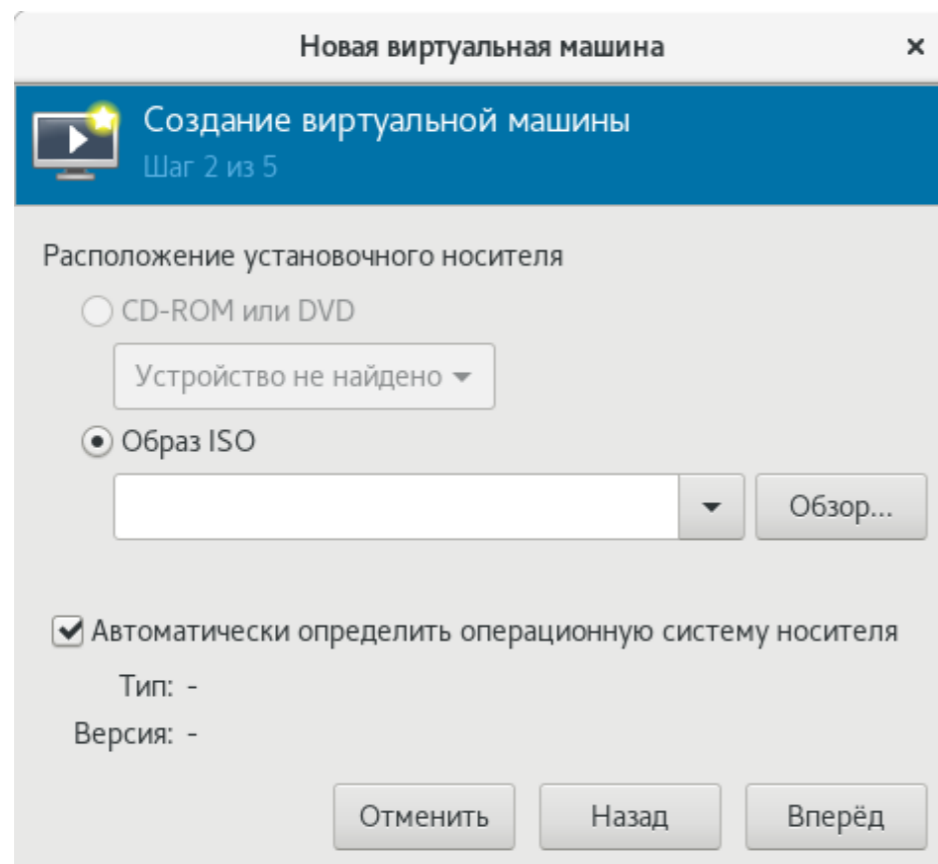 Новая виртуальная машина
Создание виртуальной машины
Шаг 2 из 5
Расположение установочного носителя
CD-ROM или DVD
Устройство не найдено
Образ ISO
Обзор...
Автоматически определить операционную систему носителя
Тип: -
Версия: -
Отменить Назад Вперёд